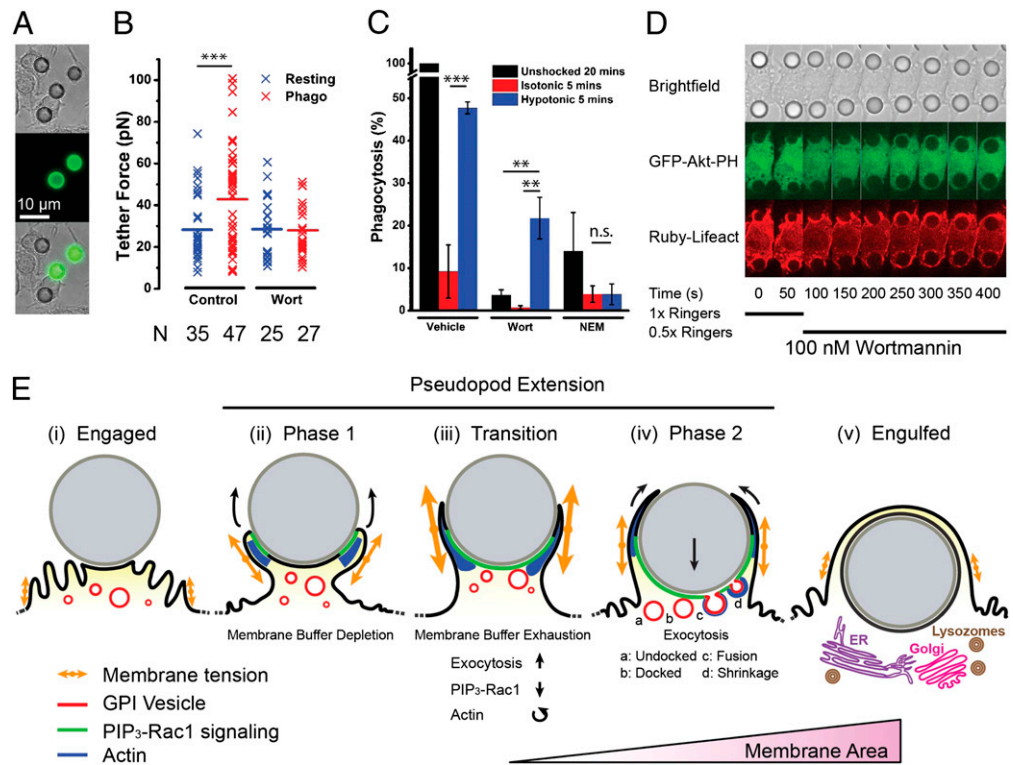 A
10 µm
B
***
× Resting
× Phago
Tether Force (pN)
110
100
80
60
40
20
0
Control Wort
N 35 47 25 27
C
Unshocked 20 mins
Isotonic 5 mins
Hypotonic 5 mins
***
**
**
n.s.
Phagocytosis (%)
100
50
40
30
20
10
0
Vehicle Wort NEM
D
Brightfield
GFP-Akt-PH
Ruby-Lifeact
Time (s) 0 50 100 150 200 250 300 350 400
1x Ringers
0.5x Ringers
100 nM Wortmannin
E
Pseudopod Extension
(i) Engaged (ii) Phase 1 (iii) Transition (iv) Phase 2 (v) Engulfed
a b c d
Membrane Buffer Depletion Membrane Buffer Exhaustion Exocytosis
a: Undocked c: Fusion
b: Docked d: Shrinkage
ER Golgi Lysozomes
Exocytosis
PIP₃-Rac1
Actin
Membrane tension
GPI Vesicle
PIP₃-Rac1 signaling
Actin
Membrane Area